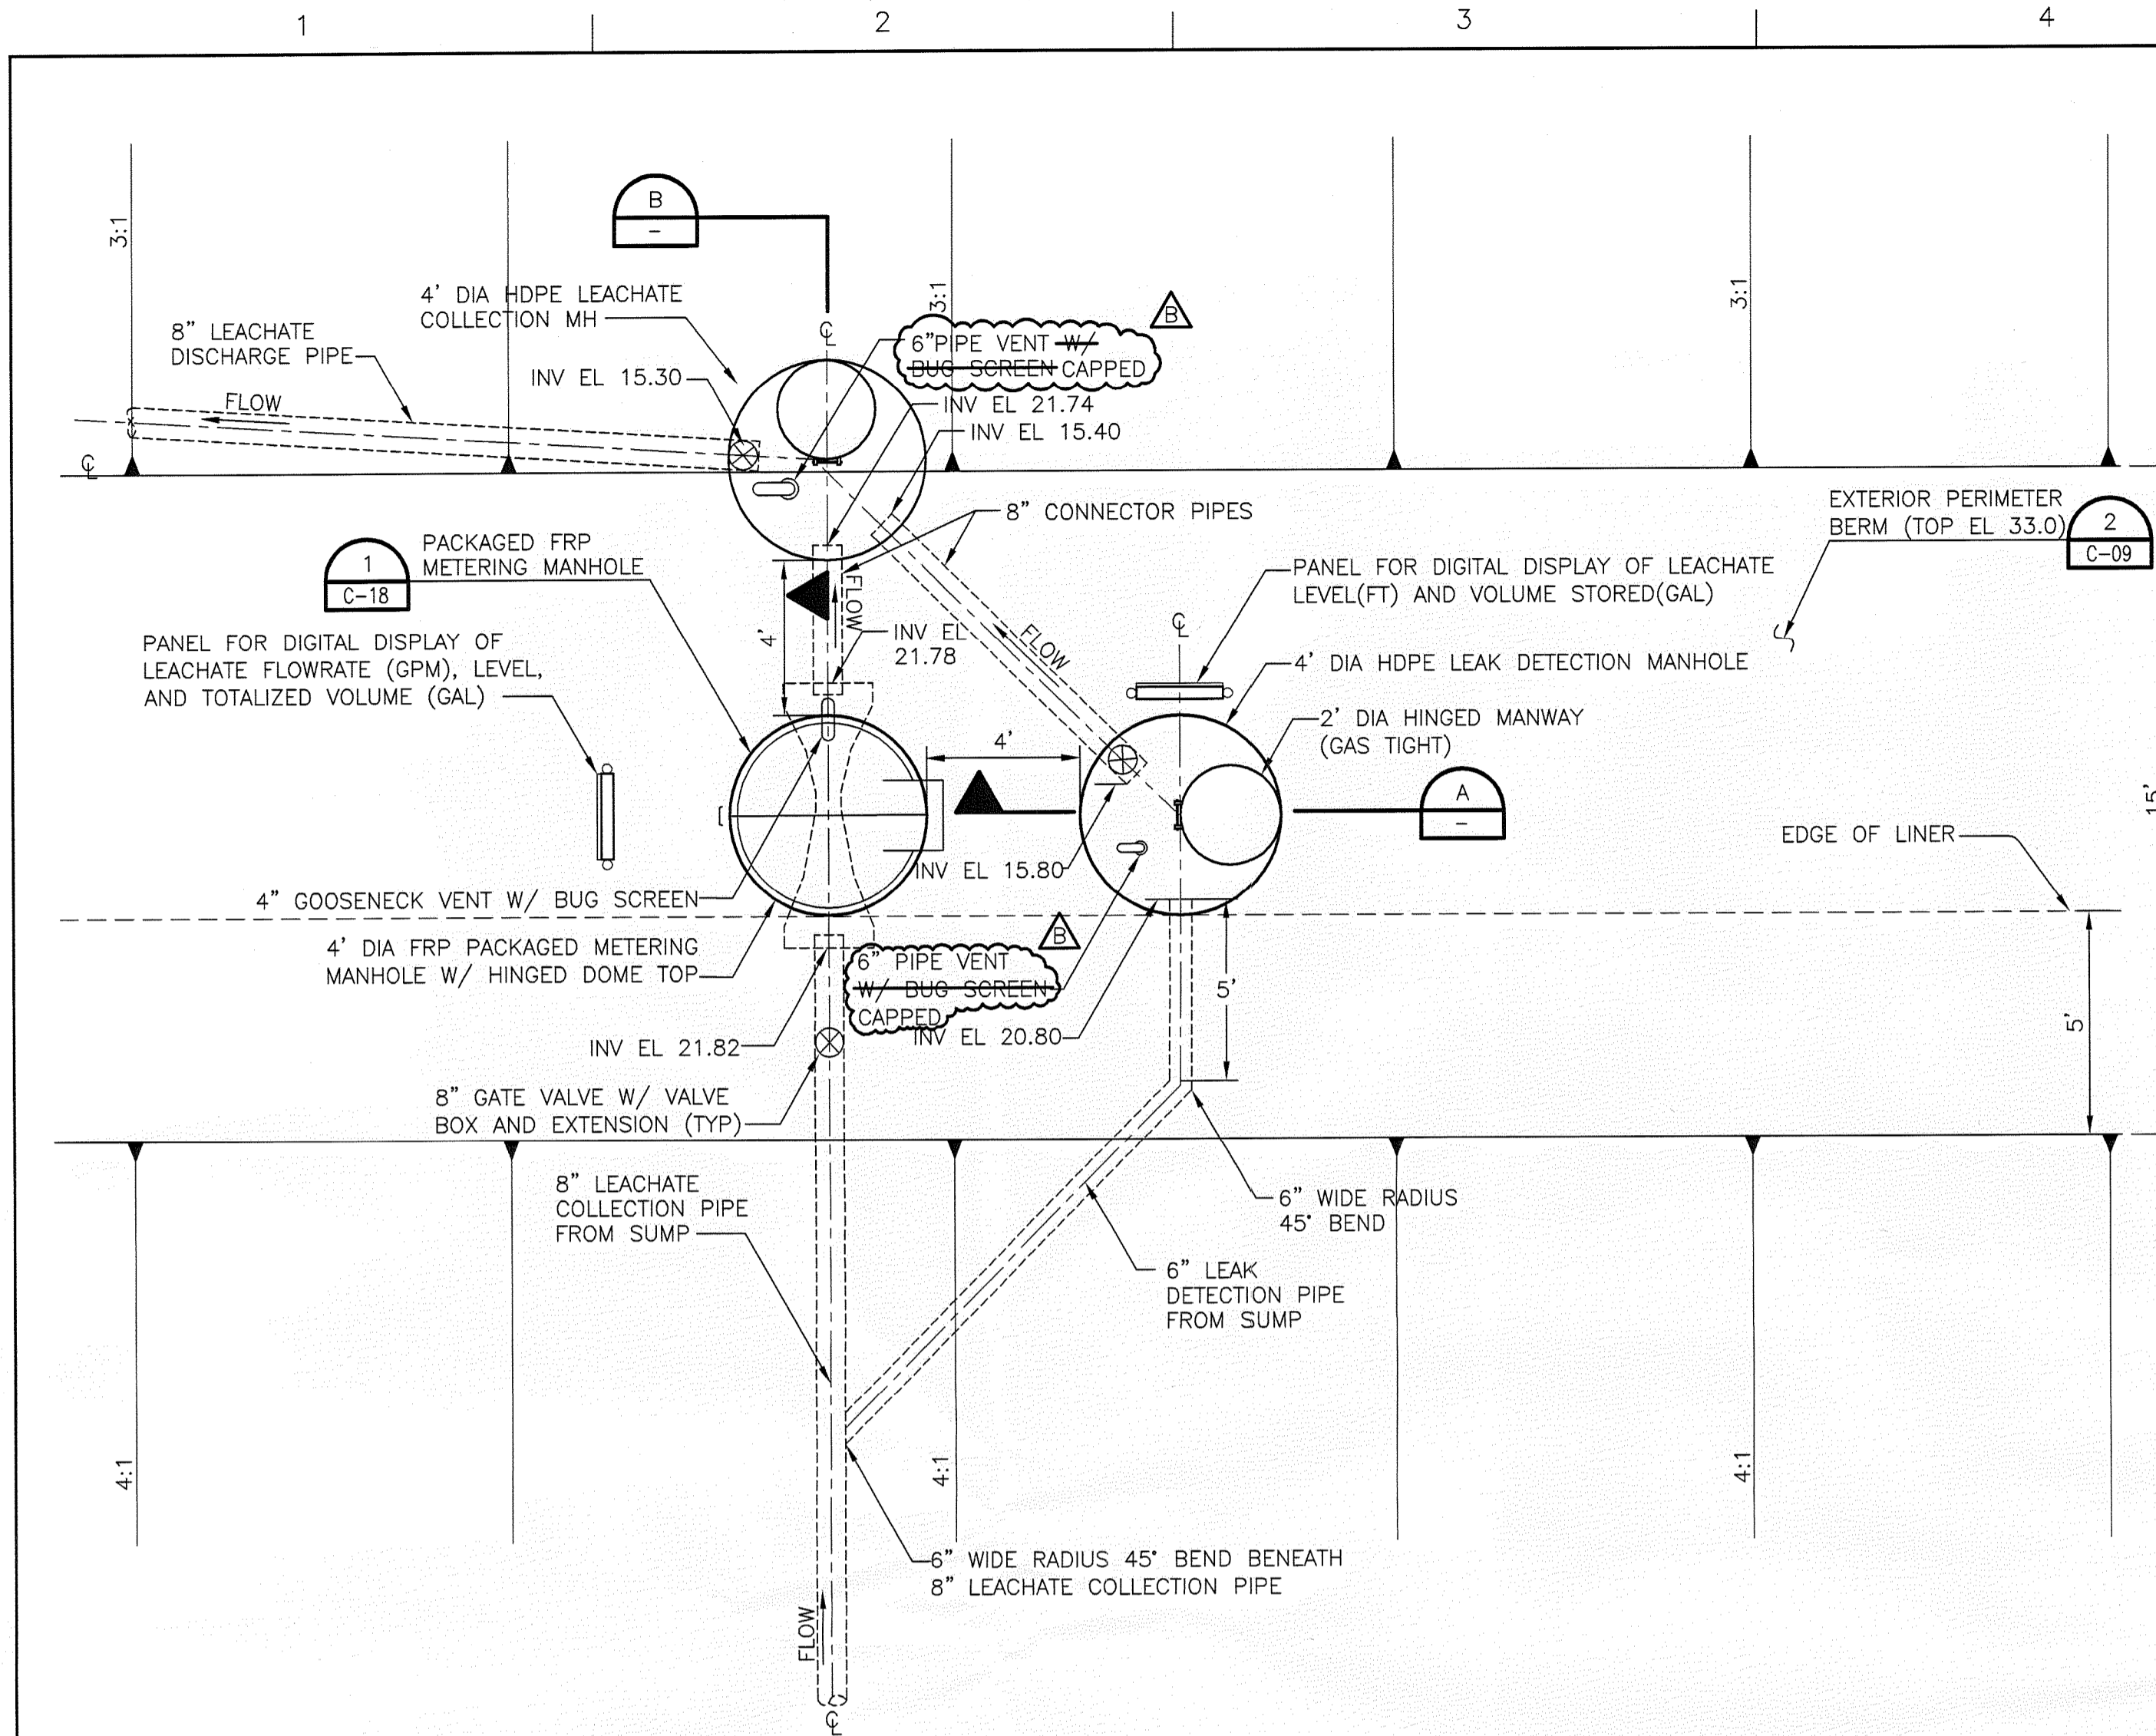 1
2
3
4
3:1
3:1
3:1
B
-
4' DIA HDPE LEACHATE
COLLECTION MH
8" LEACHATE
DISCHARGE PIPE
INV EL 15.30
FLOW
℄
℄
B
6"PIPE VENT W/
BUG SCREEN CAPPED
INV EL 21.74
INV EL 15.40
8" CONNECTOR PIPES
EXTERIOR PERIMETER
BERM (TOP EL 33.0)
2
C-09
1
C-18
PACKAGED FRP
METERING MANHOLE
PANEL FOR DIGITAL DISPLAY OF
LEACHATE FLOWRATE (GPM), LEVEL,
AND TOTALIZED VOLUME (GAL)
4'
FLOW
INV EL
21.78
FLOW
PANEL FOR DIGITAL DISPLAY OF LEACHATE
LEVEL(FT) AND VOLUME STORED(GAL)
℄
4' DIA HDPE LEAK DETECTION MANHOLE
2' DIA HINGED MANWAY
(GAS TIGHT)
4'
A
-
15'
EDGE OF LINER
INV EL 15.80
4" GOOSENECK VENT W/ BUG SCREEN
4' DIA FRP PACKAGED METERING
MANHOLE W/ HINGED DOME TOP
B
6" PIPE VENT
W/ BUG SCREEN
CAPPED
INV EL 20.80
5'
5'
INV EL 21.82
8" GATE VALVE W/ VALVE
BOX AND EXTENSION (TYP)
8" LEACHATE
COLLECTION PIPE
FROM SUMP
6" WIDE RADIUS
45° BEND
6" LEAK
DETECTION PIPE
FROM SUMP
4:1
4:1
4:1
6" WIDE RADIUS 45° BEND BENEATH
8" LEACHATE COLLECTION PIPE
FLOW
℄